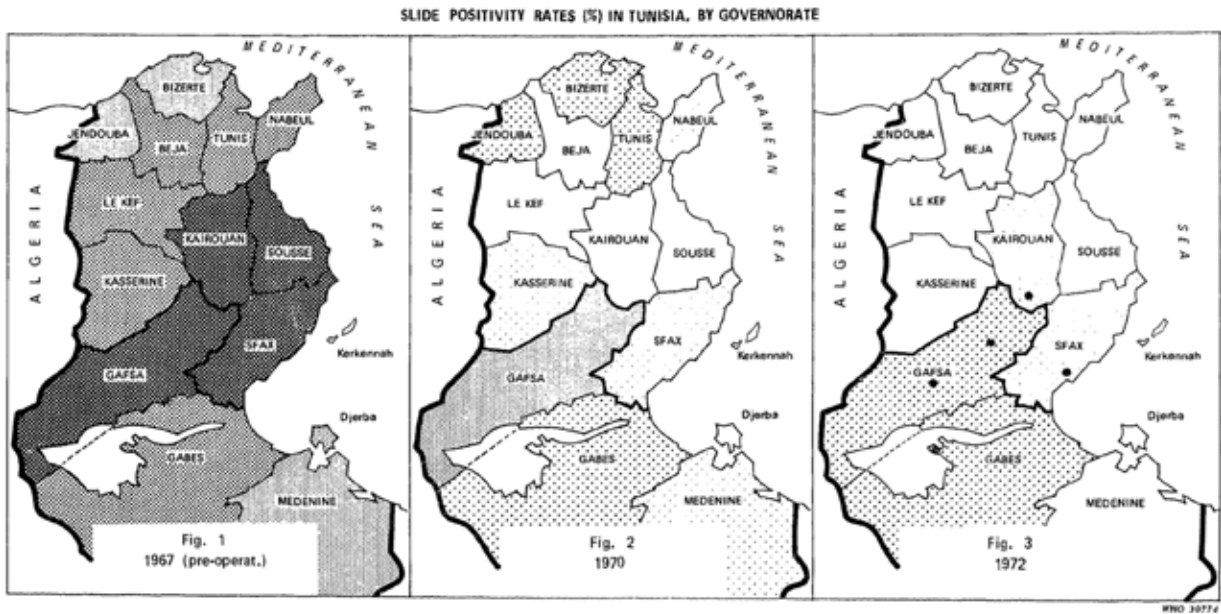 SLIDE POSITIVITY RATES (%) IN TUNISIA, BY GOVERNORATE
MEDITERRANEAN SEA
ALGERIA
BIZERTE
NABEUL
JENDOUBA
TUNIS
BEJA
LE KEF
KAIROUAN
SOUSSE
KASSERINE
SFAX
Kerkennah
GAFSA
Djerba
GABES
MEDENINE
Fig. 1
1967 (pre-operat.)
MEDITERRANEAN SEA
ALGERIA
BIZERTE
NABEUL
JENDOUBA
TUNIS
BEJA
LE KEF
KAIROUAN
SOUSSE
KASSERINE
SFAX
Kerkennah
GAFSA
Djerba
GABES
MEDENINE
Fig. 2
1970
MEDITERRANEAN SEA
ALGERIA
BIZERTE
NABEUL
JENDOUBA
TUNIS
BEJA
LE KEF
KAIROUAN
SOUSSE
KASSERINE
SFAX
Kerkennah
GAFSA
Djerba
GABES
MEDENINE
Fig. 3
1972
WHO 30774